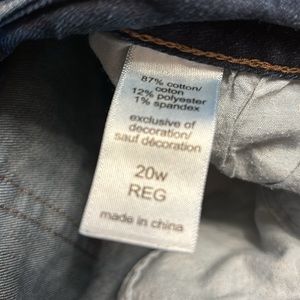 87% cotton/
coton
12% polyester
1% spandex
exclusive of
decoration/
sauf décoration
20w
REG
made in china